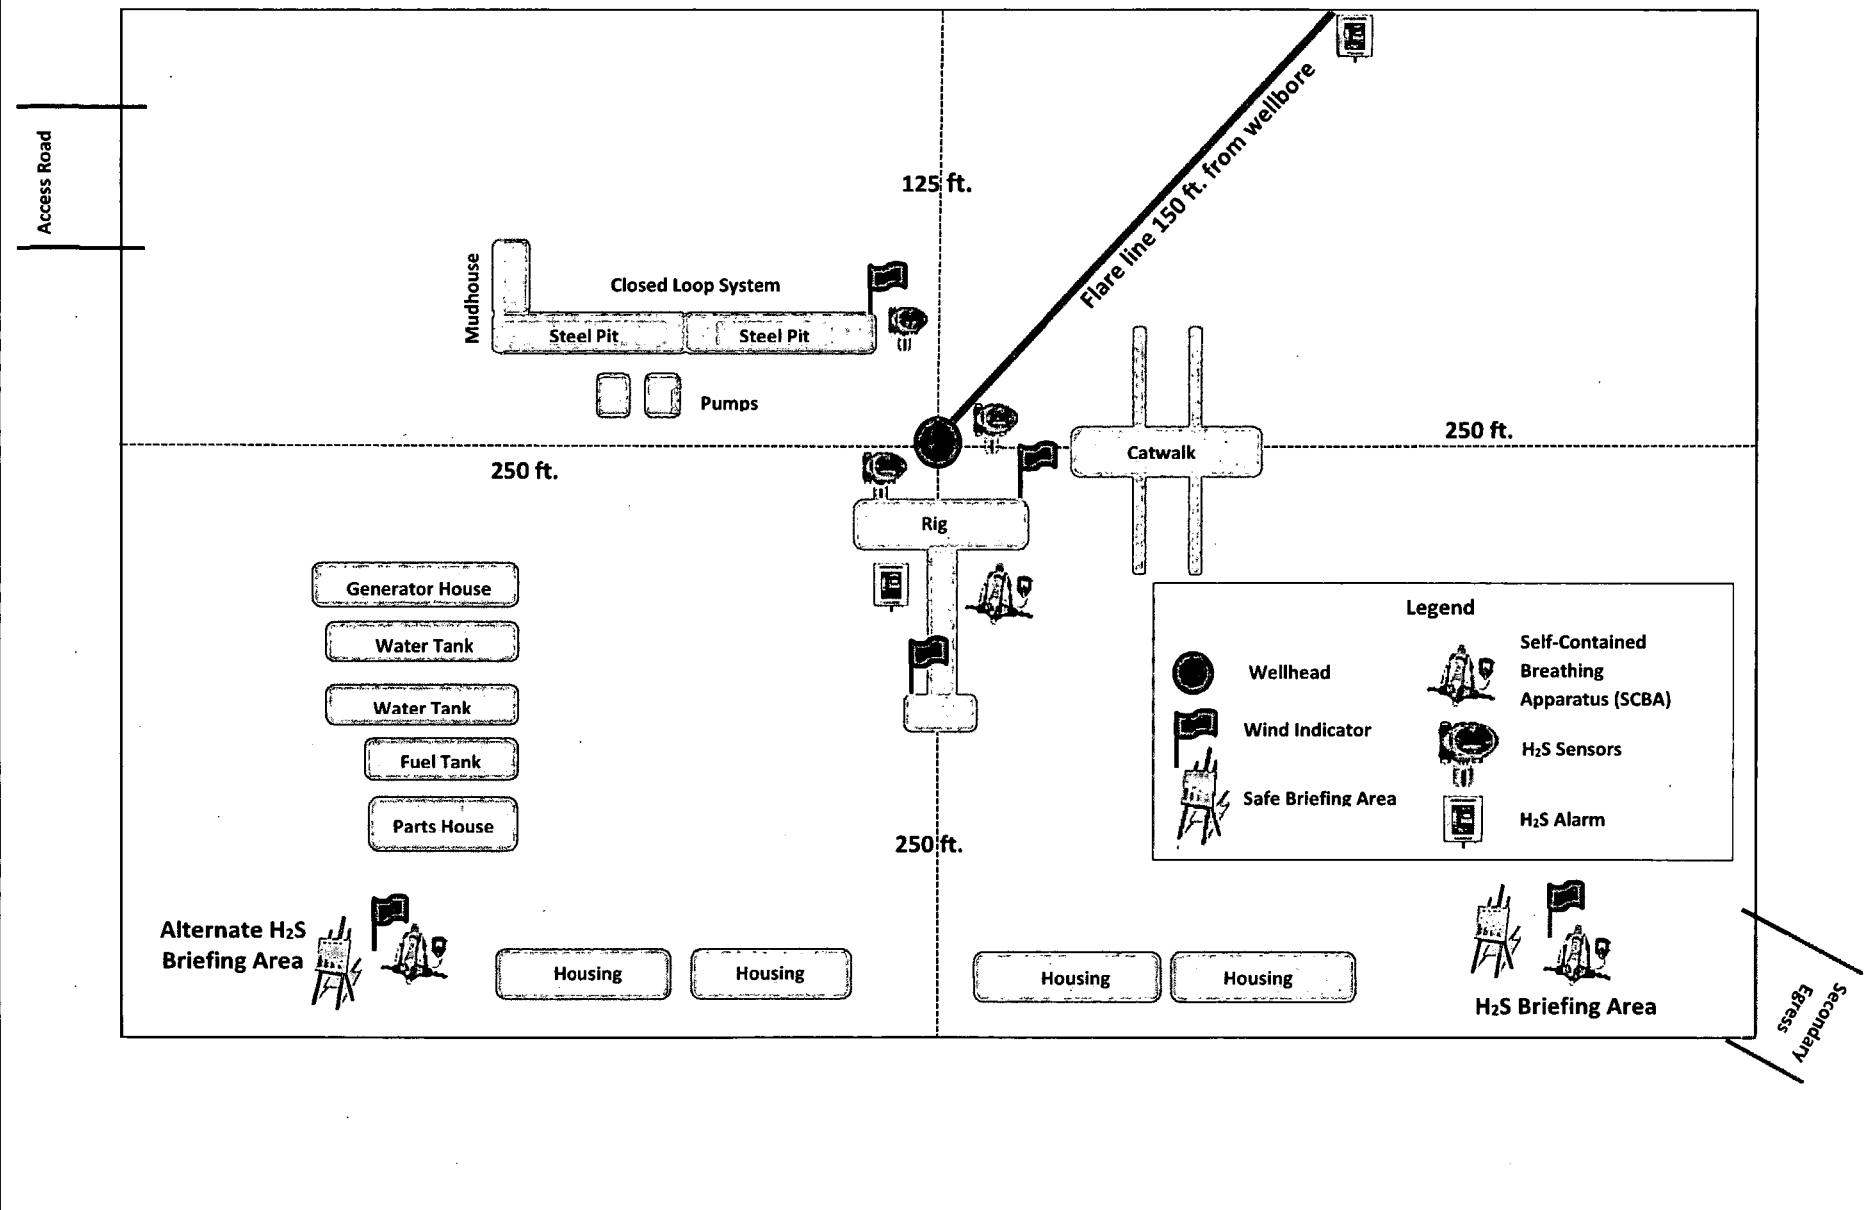 Access Road
125 ft.
Flare line 150 ft. from wellbore
Mudhouse
Closed Loop System
Steel Pit
Steel Pit
Pumps
250 ft.
250 ft.
Catwalk
Rig
Generator House
Water Tank
Water Tank
Fuel Tank
Parts House
250 ft.
Legend
Wellhead
Wind Indicator
Safe Briefing Area
Self-Contained
Breathing
Apparatus (SCBA)
H₂S Sensors
H₂S Alarm
Alternate H₂S
Briefing Area
Housing
Housing
Housing
Housing
H₂S Briefing Area
Secondary
Egress